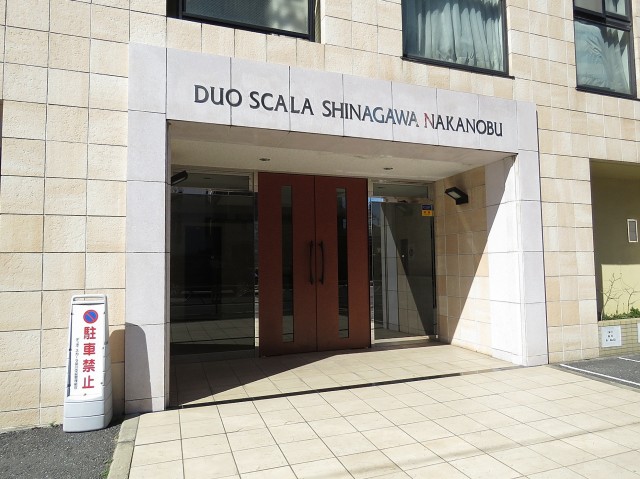 DUO SCALA SHINAGAWA NAKANOBU
駐車禁止